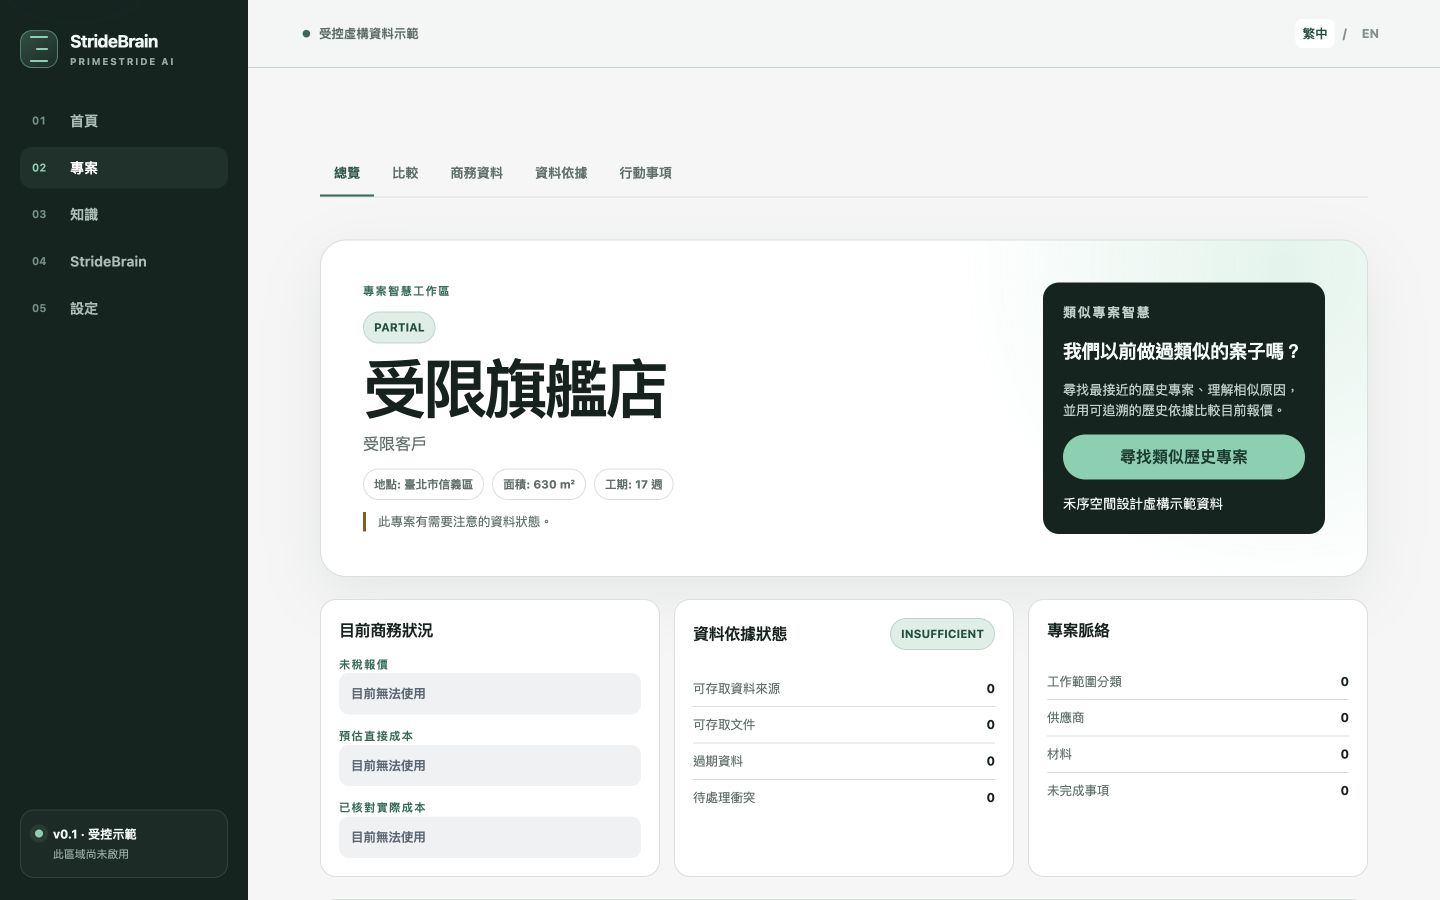 StrideBrain
PRIMESTRIDE AI
01 首頁
02 專案
03 知識
04 StrideBrain
05 設定
v0.1 · 受控示範
此區域尚未啟用
受控虛構資料示範
繁中 / EN
總覽 比較 商務資料 資料依據 行動事項
專案智慧工作區
PARTIAL
受限旗艦店
受限客戶
地點: 臺北市信義區 面積: 630 m² 工期: 17 週
此專案有需要注意的資料狀態。
類似專案智慧
我們以前做過類似的案子嗎？
尋找最接近的歷史專案、理解相似原因，
並用可追溯的歷史依據比較目前報價。
尋找類似歷史專案
禾序空間設計虛構示範資料
目前商務狀況
未稅報價
目前無法使用
預估直接成本
目前無法使用
已核對實際成本
目前無法使用
資料依據狀態 INSUFFICIENT
可存取資料來源 0
可存取文件 0
過期資料 0
待處理衝突 0
專案脈絡
工作範圍分類 0
供應商 0
材料 0
未完成事項 0